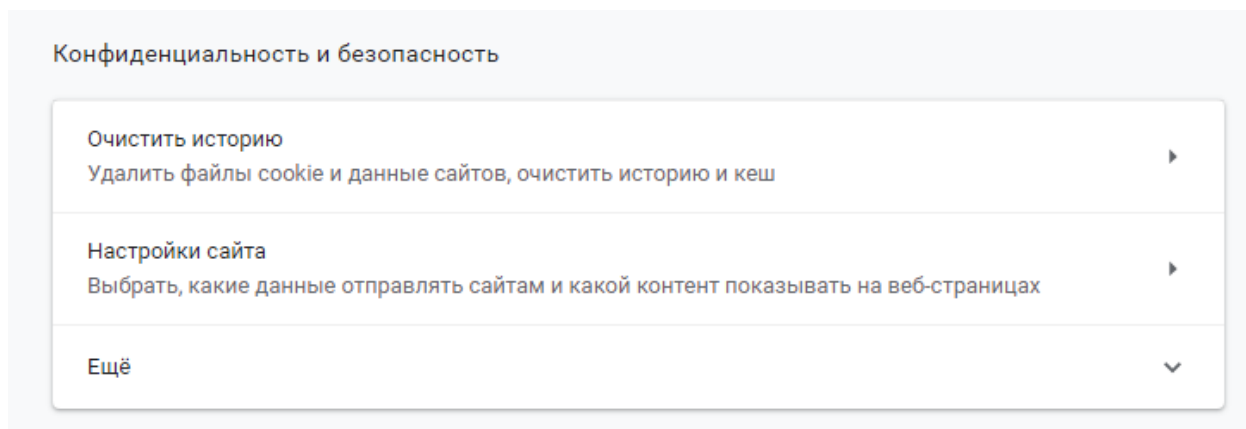 Конфиденциальность и безопасность
Очистить историю
Удалить файлы cookie и данные сайтов, очистить историю и кеш
Настройки сайта
Выбрать, какие данные отправлять сайтам и какой контент показывать на веб-страницах
Ещё